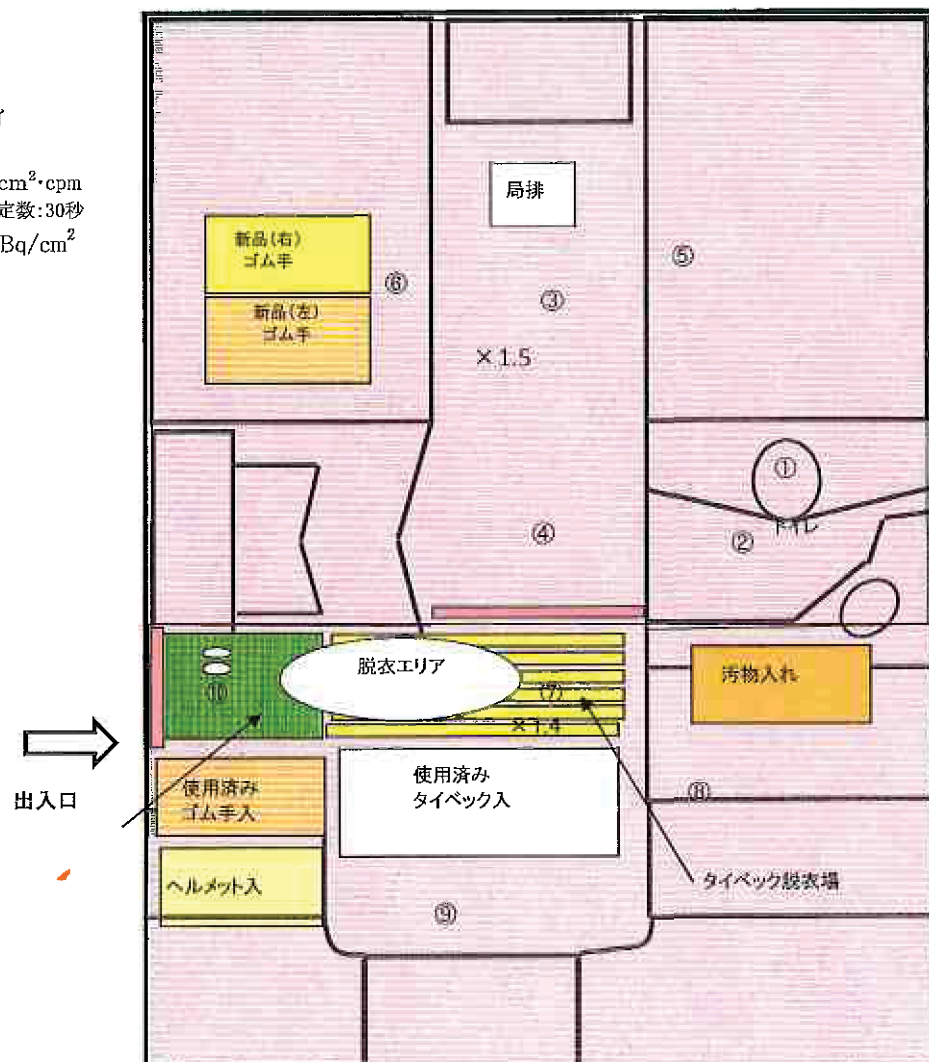 cm²・cpm
定数:30秒
Bq/cm²
局排
新品(右)
ゴム手
⑥
新品(左)
ゴム手
③
⑤
×1.5
①
トイレ
④
②
脱衣エリア
⑩
⑦
×1.4
汚物入れ
出入口
使用済み
ゴム手入
使用済み
タイベック入
⑧
ヘルメット入
タイベック脱衣場
⑨